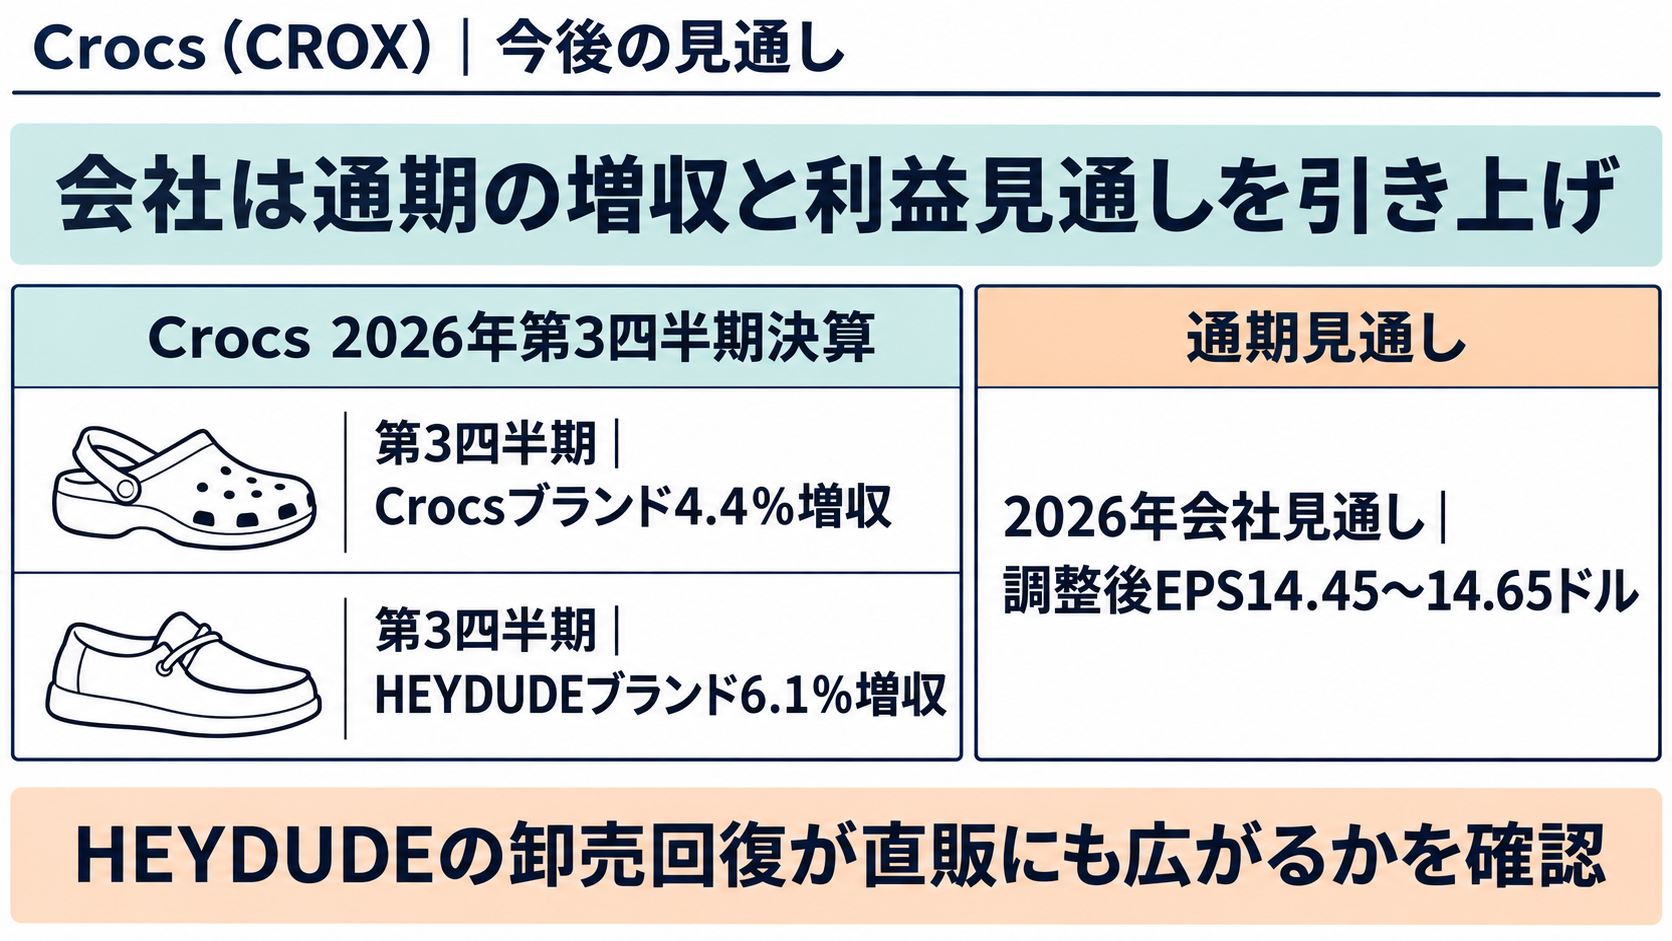 Crocs（CROX）｜今後の見通し
会社は通期の増収と利益見通しを引き上げ
Crocs 2026年第3四半期決算
第3四半期｜
Crocsブランド4.4%増収
第3四半期｜
HEYDUDEブランド6.1%増収
通期見通し
2026年会社見通し｜
調整後EPS14.45～14.65ドル
HEYDUDEの卸売回復が直販にも広がるかを確認